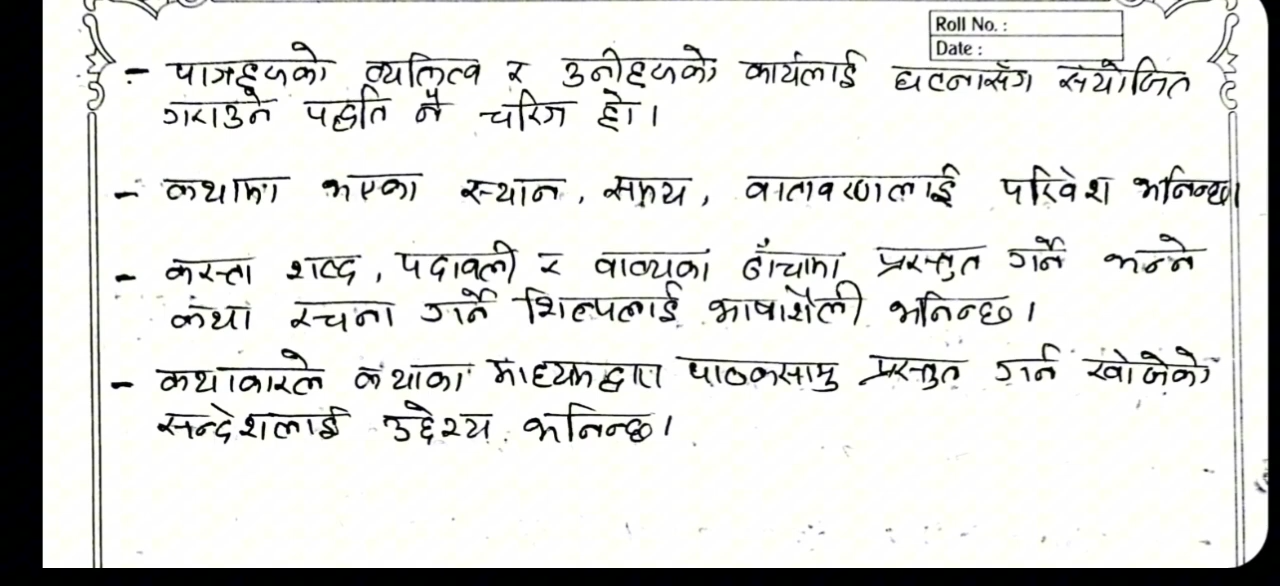 Roll No. :
Date :
- पात्रहरूको व्यक्तित्व र उनीहरूको कार्यलाई घटनासँग संयोजित
गराउने पद्धति नै चरित्र हो।
- कथामा भएका स्थान, समय, वातावरणलाई परिवेश भनिन्छ।
- कस्ता शब्द, पदावली र वाक्यका ढाँचामा प्रस्तुत गर्ने भन्ने
कथा रचना गर्ने शिल्पलाई भाषाशैली भनिन्छ।
- कथाकारले कथाका माध्यमद्वारा पाठकसामु प्रस्तुत गर्न खोजेको
सन्देशलाई उद्देश्य भनिन्छ।